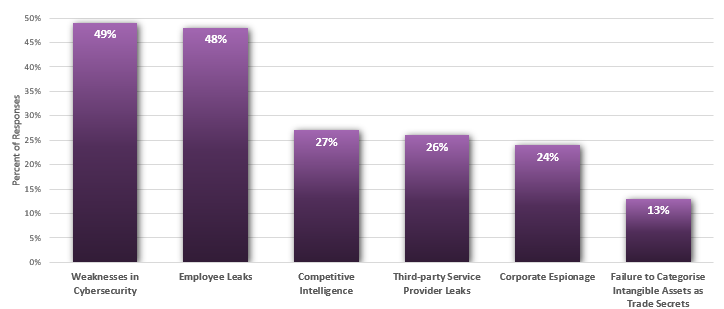 50%
45%
40%
35%
30%
25%
20%
15%
10%
5%
0%
Percent of Responses
49%
48%
27%
26%
24%
13%
Weaknesses in
Cybersecurity
Employee Leaks
Competitive
Intelligence
Third-party Service
Provider Leaks
Corporate Espionage
Failure to Categorise
Intangible Assets as
Trade Secrets